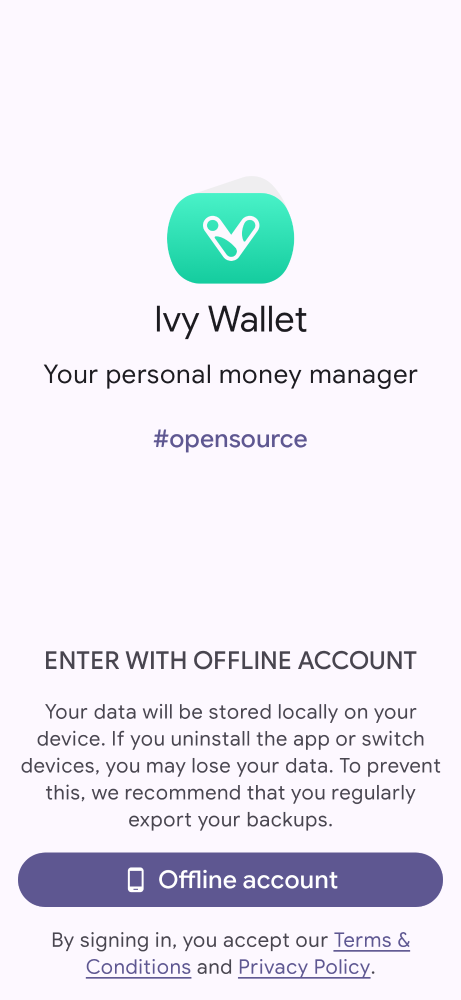 Ivy Wallet
Your personal money manager
#opensource
ENTER WITH OFFLINE ACCOUNT
Your data will be stored locally on your
device. If you uninstall the app or switch
devices, you may lose your data. To prevent
this, we recommend that you regularly
export your backups.
Offline account
By signing in, you accept our Terms &
Conditions and Privacy Policy.